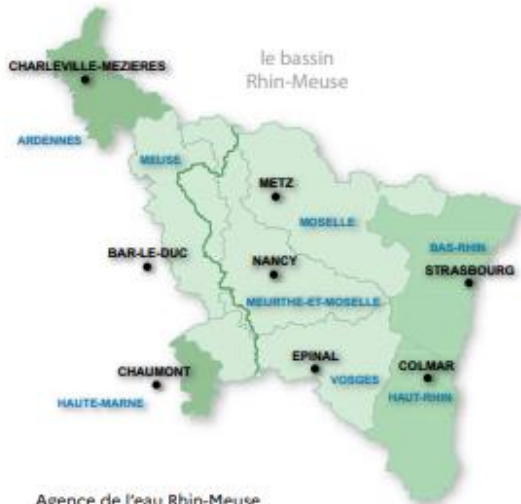 le bassin
Rhin-Meuse
CHARLEVILLE-MEZIERES
ARDENNES
MEUSE
METZ
MOSELLE
BAS-RHIN
BAR-LE-DUC
NANCY
STRASBOURG
MEURTHE-ET-MOSELLE
EPINAL
COLMAR
CHAUMONT
VOSGES
HAUT-RHIN
HAUTE-MARNE
Agence de l'eau Rhin-Meuse